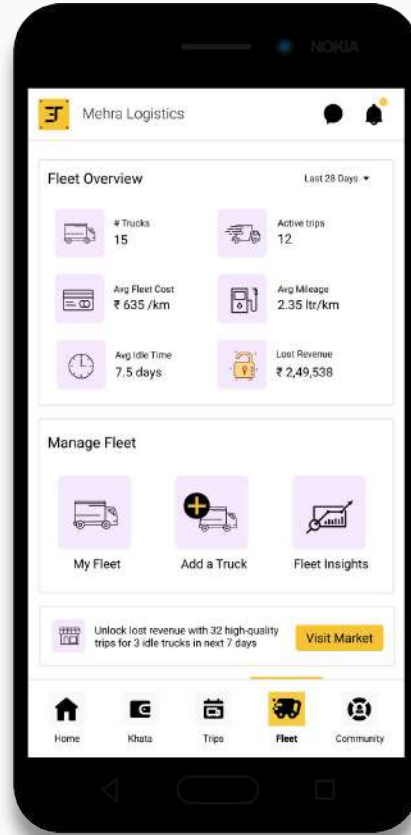 NOKIA
Mehra Logistics
Fleet Overview
Last 28 Days
# Trucks
15
Active trips
12
Avg Fleet Cost
₹ 635 /km
Avg Mileage
2.35 ltr/km
Avg Idle Time
7.5 days
Lost Revenue
₹ 2,49,538
Manage Fleet
My Fleet
Add a Truck
Fleet Insights
Unlock lost revenue with 32 high-quality
trips for 3 idle trucks in next 7 days
Visit Market
Home
Khata
Trips
Fleet
Community